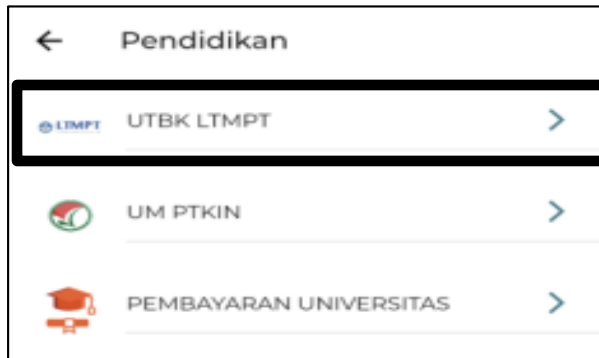 Pendidikan
LTMPT UTBK LTMPT
UM PTKIN
PEMBAYARAN UNIVERSITAS